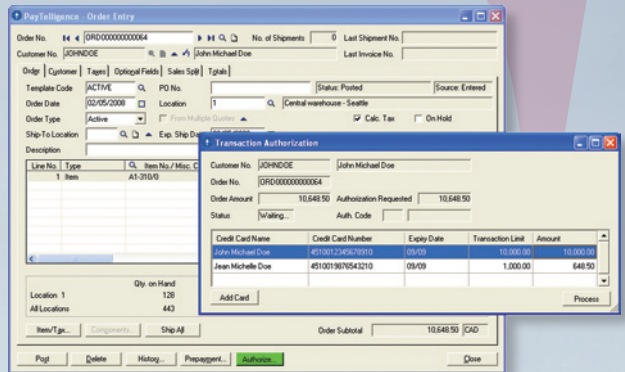 PayTelligence - Order Entry
Order No. ORD000000000064 No. of Shipments 0 Last Shipment No.
Customer No. JOHNDOE John Michael Doe Last Invoice No.
Order Customer Taxes Optional Fields Sales Split Totals
Template Code ACTIVE PO No. Status: Posted Source: Entered
Order Date 02/05/2008 Location 1 Central warehouse - Seattle
Order Type Active From Multiple Quotes Calc. Tax On Hold
Ship-To Location Exp. Ship Da
Description
Line No. Type Item No./Misc. C
1 Item A1-310/0
Qty. on Hand
Location 1 128
All Locations 443
Item/Tax... Components... Ship All Order Subtotal 10,648.50 CAD
Post Delete History... Prepayment... Authorize... Close
Transaction Authorization
Customer No. JOHNDOE John Michael Doe
Order No. ORD000000000064
Order Amount 10,648.50 Authorization Requested 10,648.50
Status Waiting... Auth. Code
Credit Card Name Credit Card Number Expiry Date Transaction Limit Amount
John Michael Doe 4510012345678910 09/09 10,000.00 10,000.00
Jean Michelle Doe 4510019876543210 09/09 1,000.00 648.50
Add Card Process